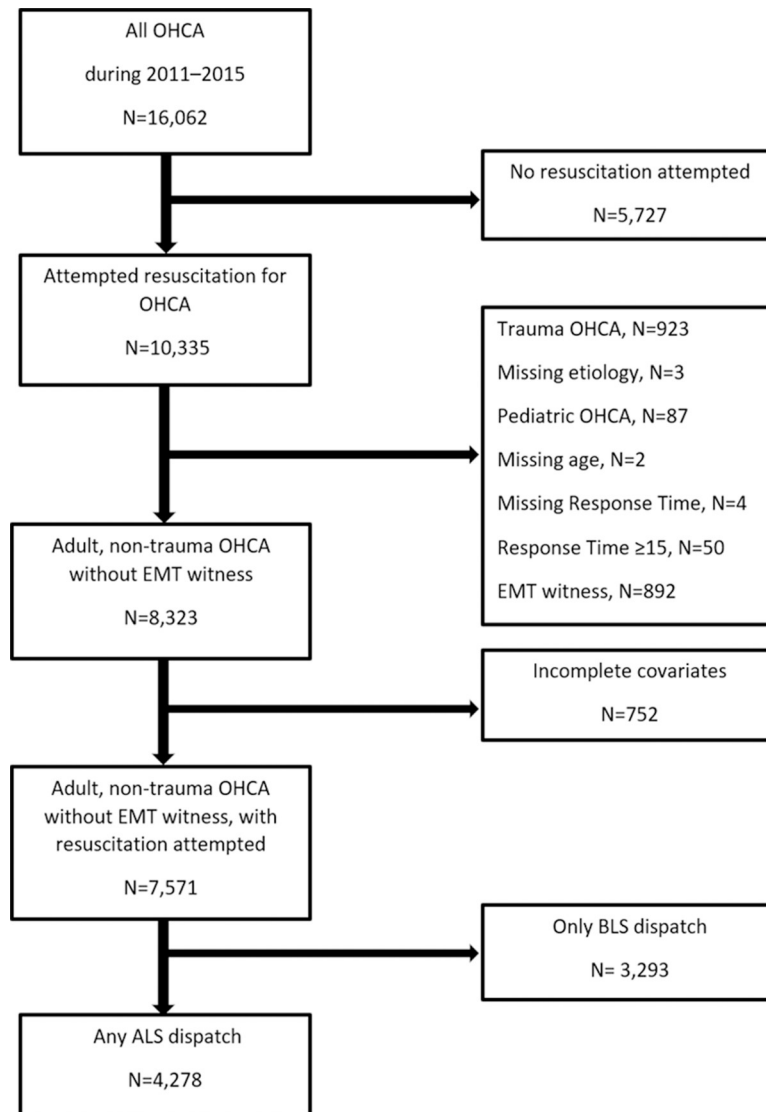 All OHCA
during 2011–2015
N=16,062
No resuscitation attempted
N=5,727
Attempted resuscitation for
OHCA
N=10,335
Trauma OHCA, N=923
Missing etiology, N=3
Pediatric OHCA, N=87
Missing age, N=2
Missing Response Time, N=4
Response Time ≥15, N=50
EMT witness, N=892
Adult, non-trauma OHCA
without EMT witness
N=8,323
Incomplete covariates
N=752
Adult, non-trauma OHCA
without EMT witness, with
resuscitation attempted
N=7,571
Only BLS dispatch
N= 3,293
Any ALS dispatch
N=4,278